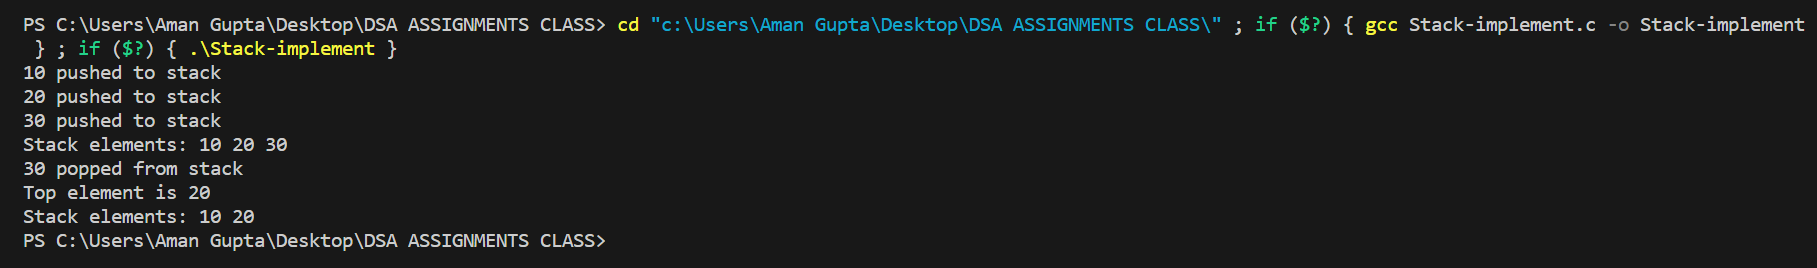 PS C:\Users\Aman Gupta\Desktop\DSA ASSIGNMENTS CLASS> cd "c:\Users\Aman Gupta\Desktop\DSA ASSIGNMENTS CLASS\" ; if ($?) { gcc Stack-implement.c -o Stack-implement
 } ; if ($?) { .\Stack-implement }
10 pushed to stack
20 pushed to stack
30 pushed to stack
Stack elements: 10 20 30
30 popped from stack
Top element is 20
Stack elements: 10 20
PS C:\Users\Aman Gupta\Desktop\DSA ASSIGNMENTS CLASS>